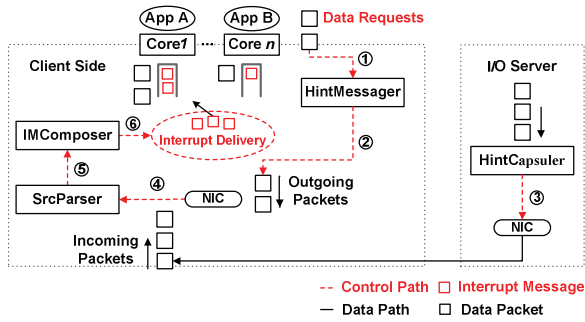 App A
App B
Data Requests
Core1
...
Core n
①
Client Side
I/O Server
HintMessager
IMComposer
⑥
Interrupt Delivery
②
HintCapsuler
⑤
③
SrcParser
④
NIC
Outgoing
Packets
NIC
Incoming
Packets
Control Path
Interrupt Message
Data Path
Data Packet